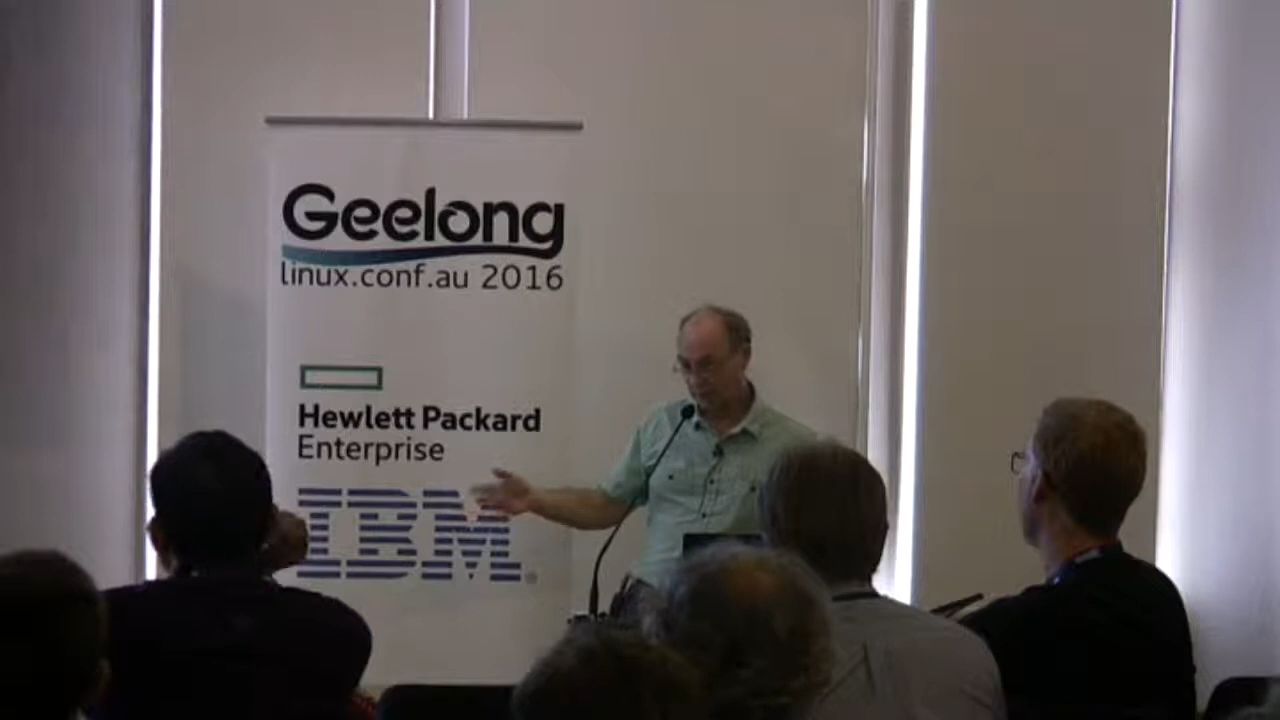 Geelong
linux.conf.au 2016
Hewlett Packard
Enterprise
IBM